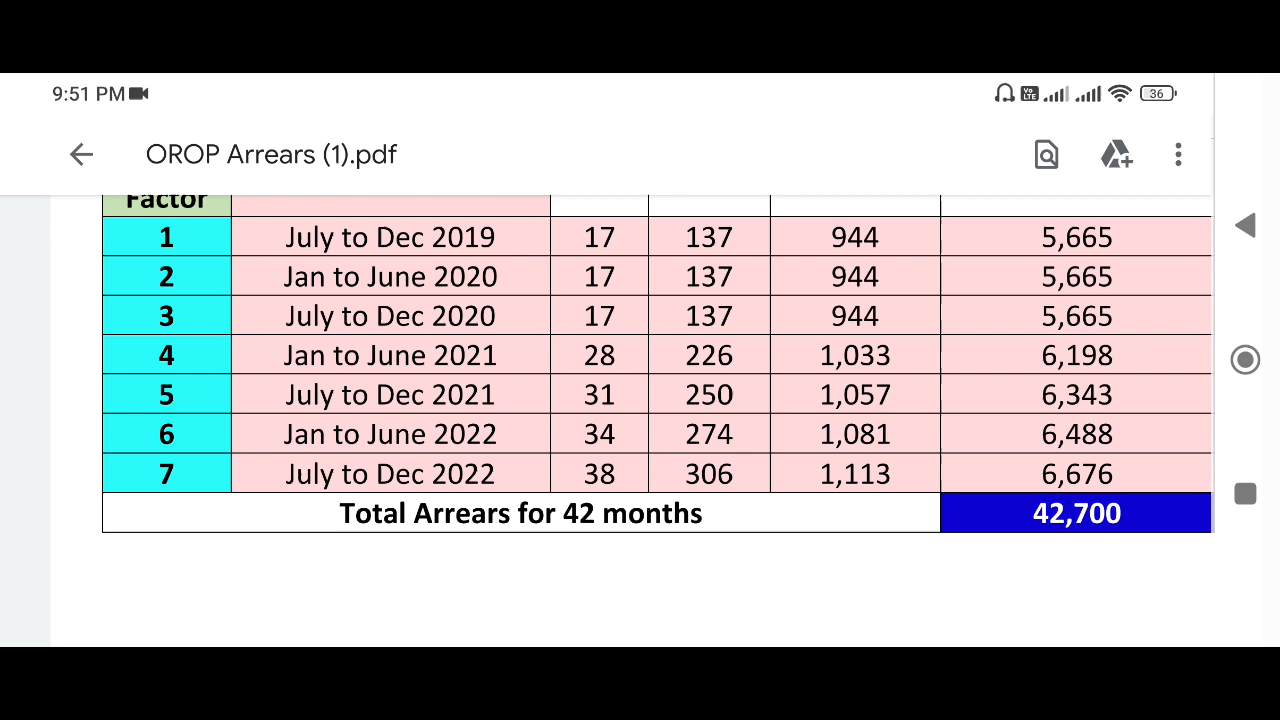 9:51 PM
Vo LTE 36
OROP Arrears (1).pdf
Factor
1 July to Dec 2019 17 137 944 5,665
2 Jan to June 2020 17 137 944 5,665
3 July to Dec 2020 17 137 944 5,665
4 Jan to June 2021 28 226 1,033 6,198
5 July to Dec 2021 31 250 1,057 6,343
6 Jan to June 2022 34 274 1,081 6,488
7 July to Dec 2022 38 306 1,113 6,676
Total Arrears for 42 months 42,700